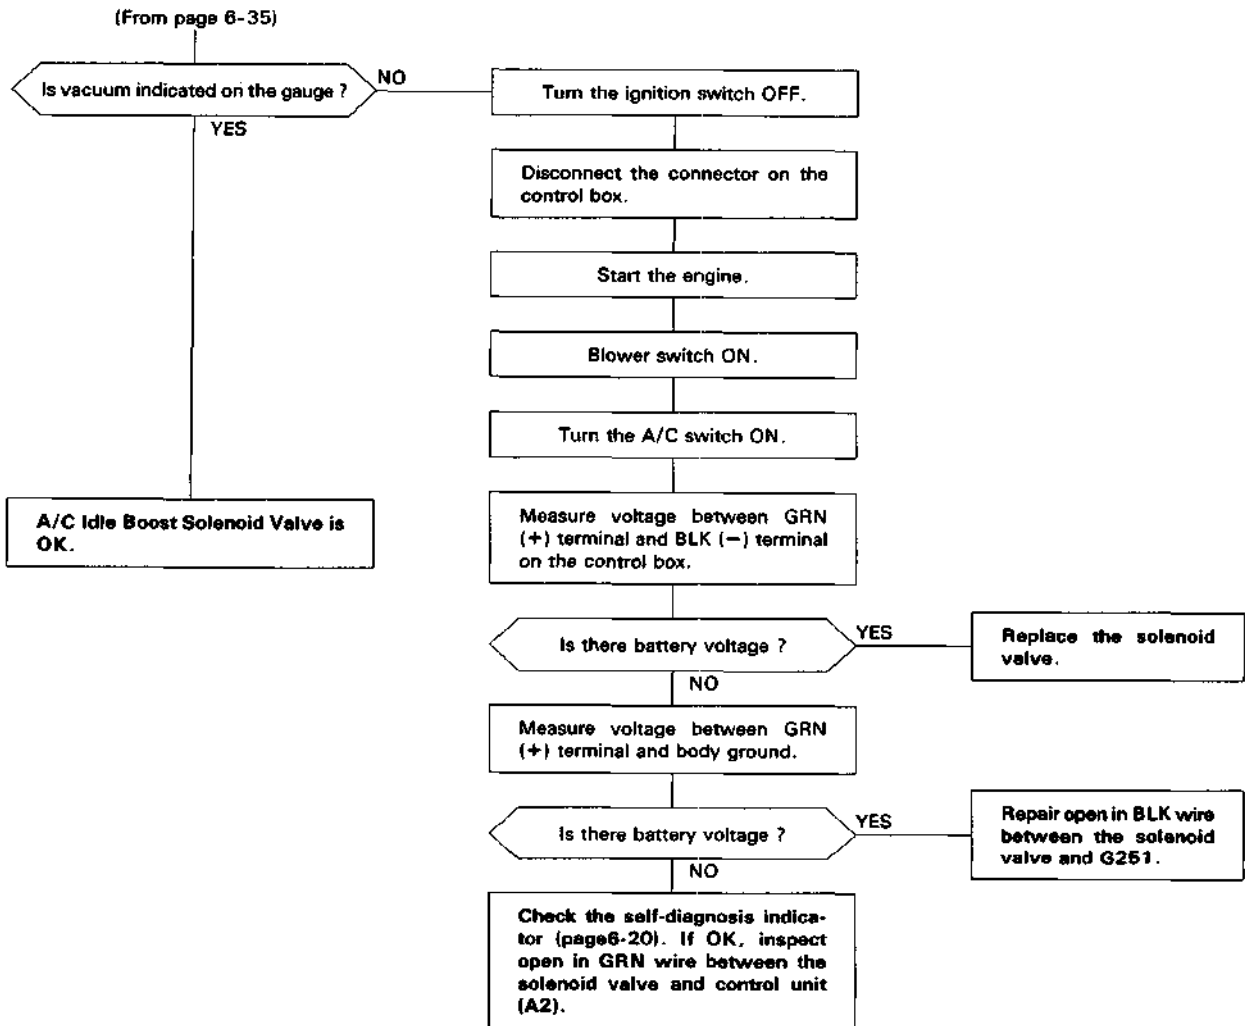 (From page 6-35)
Is vacuum indicated on the gauge ?
NO
YES
Turn the ignition switch OFF.
Disconnect the connector on the
control box.
Start the engine.
Blower switch ON.
Turn the A/C switch ON.
A/C Idle Boost Solenoid Valve is
OK.
Measure voltage between GRN
(+) terminal and BLK (−) terminal
on the control box.
Is there battery voltage ?
YES
Replace the solenoid
valve.
NO
Measure voltage between GRN
(+) terminal and body ground.
Is there battery voltage ?
YES
Repair open in BLK wire
between the solenoid
valve and G251.
NO
Check the self-diagnosis indica-
tor (page6-20). If OK, inspect
open in GRN wire between the
solenoid valve and control unit
(A2).